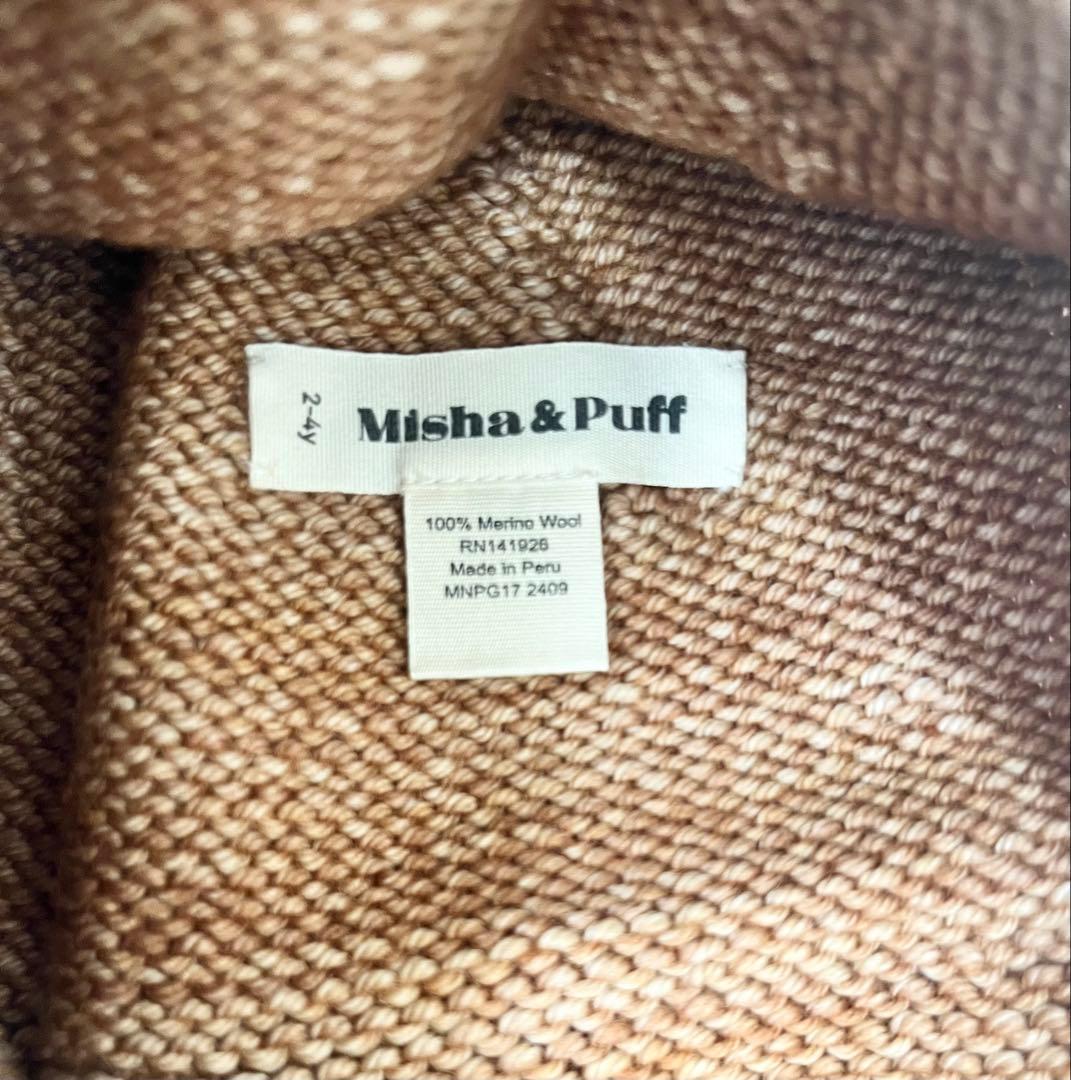 2-4y
Misha & Puff
100% Merino Wool
RN141926
Made in Peru
MNPG17 2409